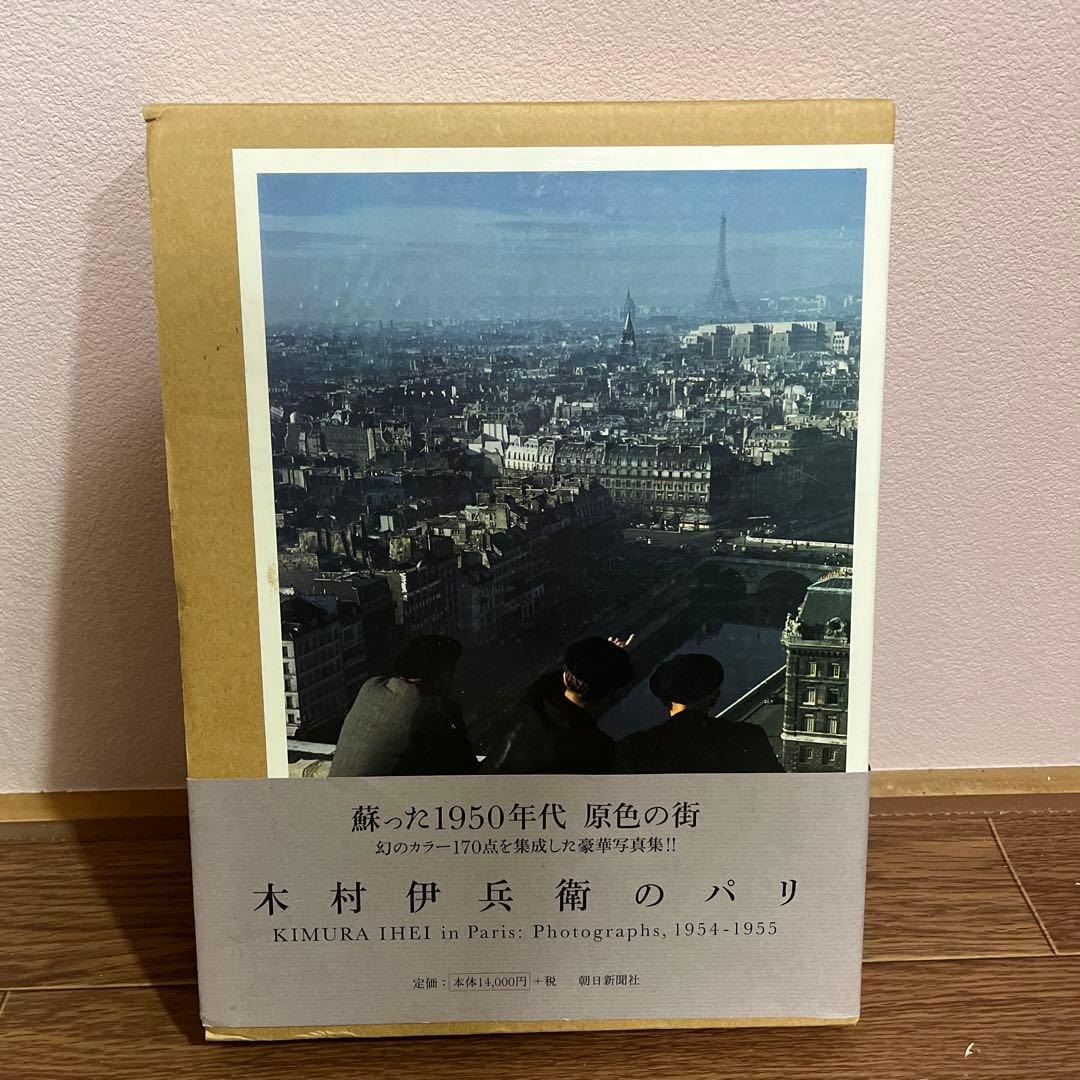 蘇った1950年代 原色の街
幻のカラー170点を集成した豪華写真集!!
木村伊兵衛のパリ
KIMURA IHEI in Paris: Photographs, 1954-1955
定価：本体14,000円＋税 朝日新聞社